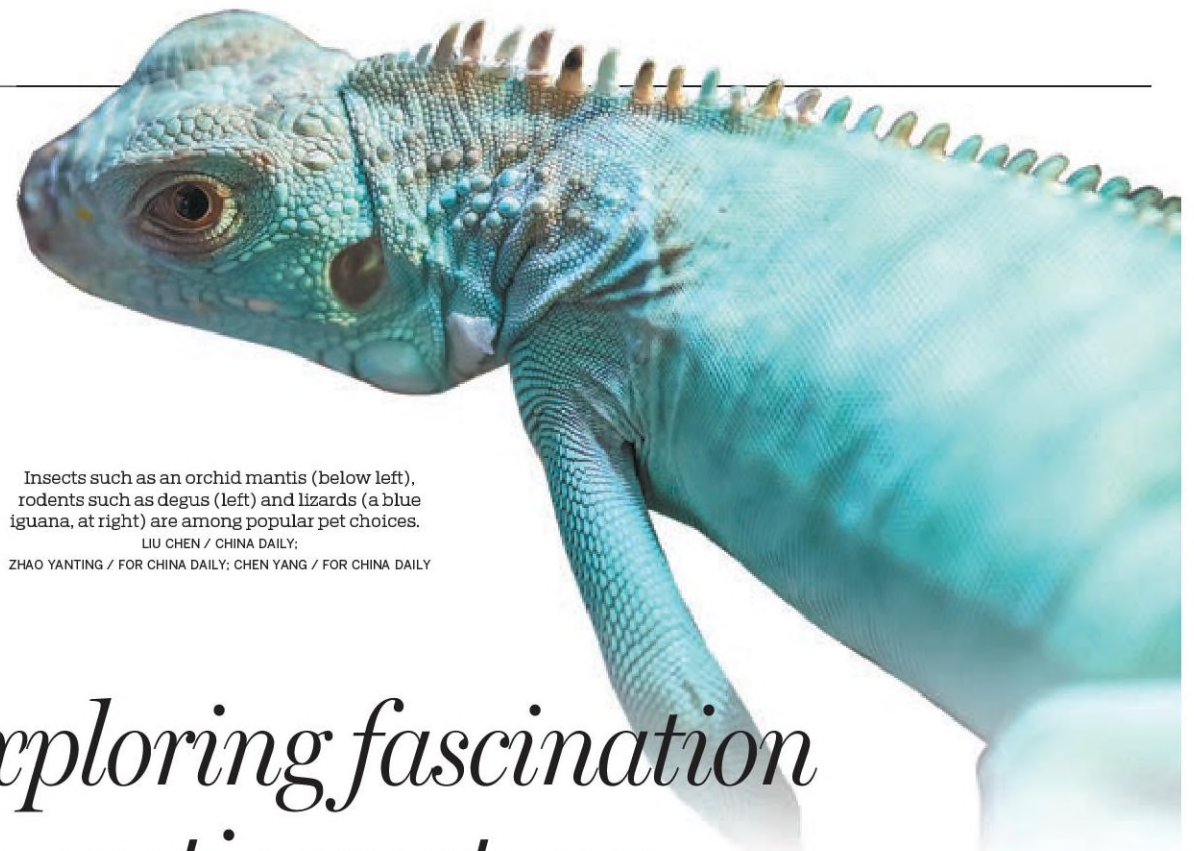 Insects such as an orchid mantis (below left),
rodents such as degus (left) and lizards (a blue
iguana, at right) are among popular pet choices.
LIU CHEN / CHINA DAILY;
ZHAO YANTING / FOR CHINA DAILY; CHEN YANG / FOR CHINA DAILY
xploring fascination